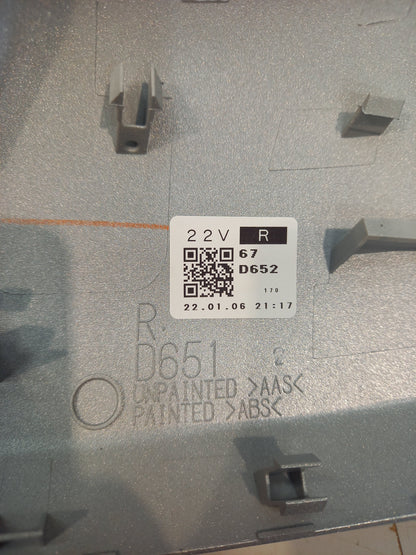 22V R
67
D652
170
22.01.06 21:17
R
D651 2
UNPAINTED >AAS<
PAINTED >ABS<